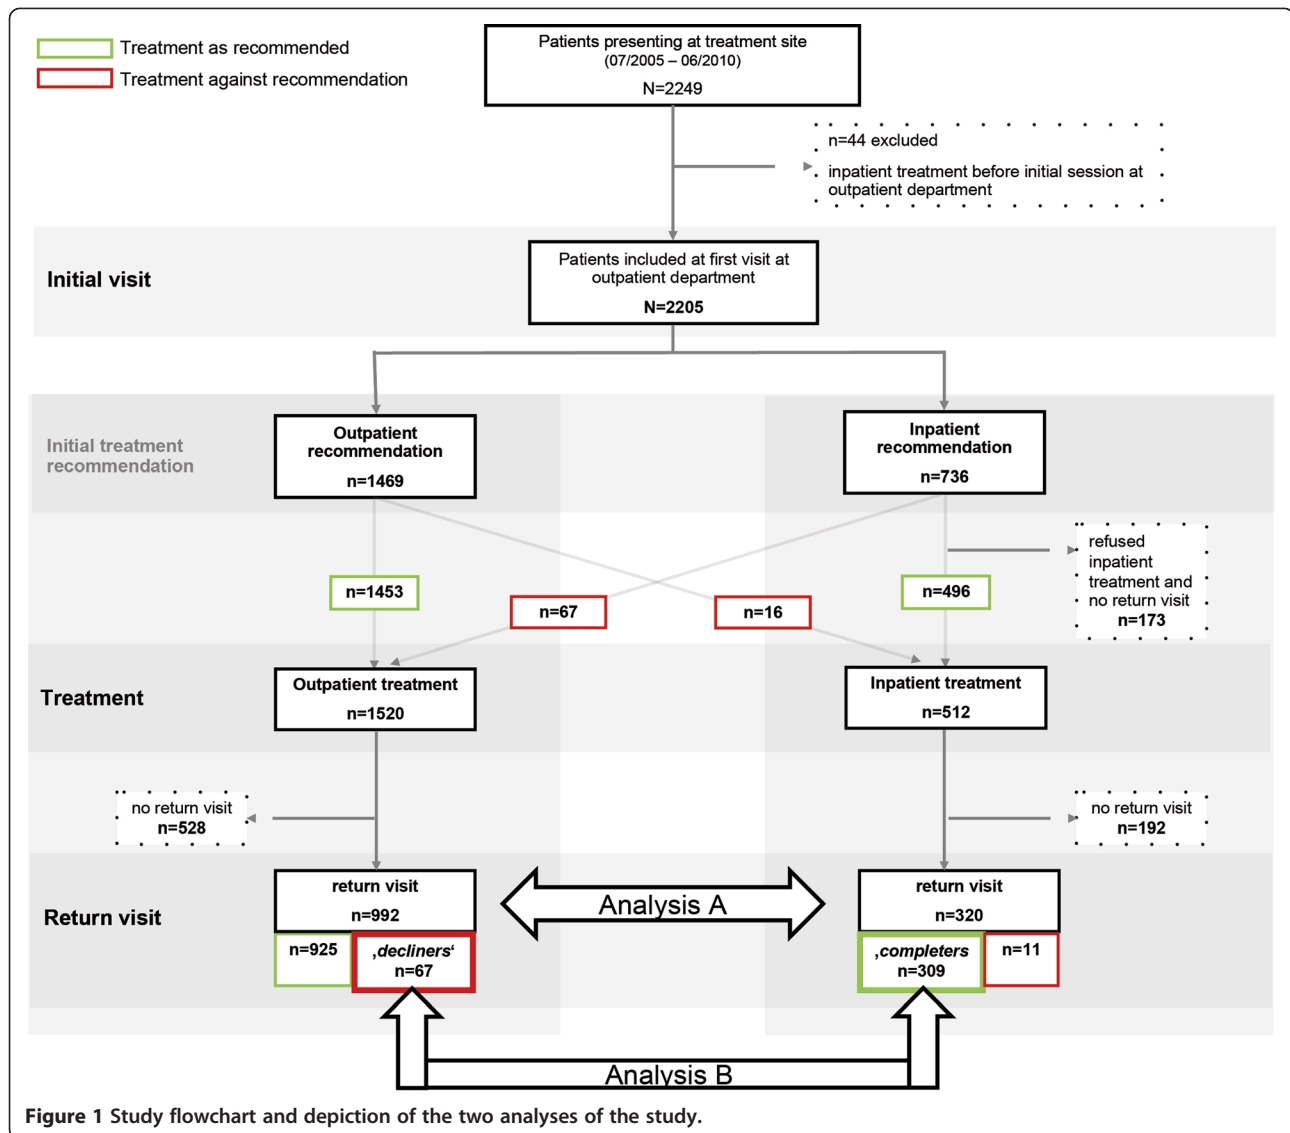 Treatment as recommended
Treatment against recommendation
Patients presenting at treatment site
(07/2005 – 06/2010)
N=2249
n=44 excluded
inpatient treatment before initial session at
outpatient department
Initial visit
Patients included at first visit at
outpatient department
N=2205
Initial treatment
recommendation
Outpatient
recommendation
n=1469
Inpatient
recommendation
n=736
refused
inpatient
treatment and
no return visit
n=173
n=1453
n=67
n=16
n=496
Treatment
Outpatient treatment
n=1520
Inpatient treatment
n=512
no return visit
n=528
no return visit
n=192
Return visit
return visit
n=992
Analysis A
return visit
n=320
n=925
‚decliners‘
n=67
‚completers
n=309
n=11
Analysis B
Figure 1 Study flowchart and depiction of the two analyses of the study.